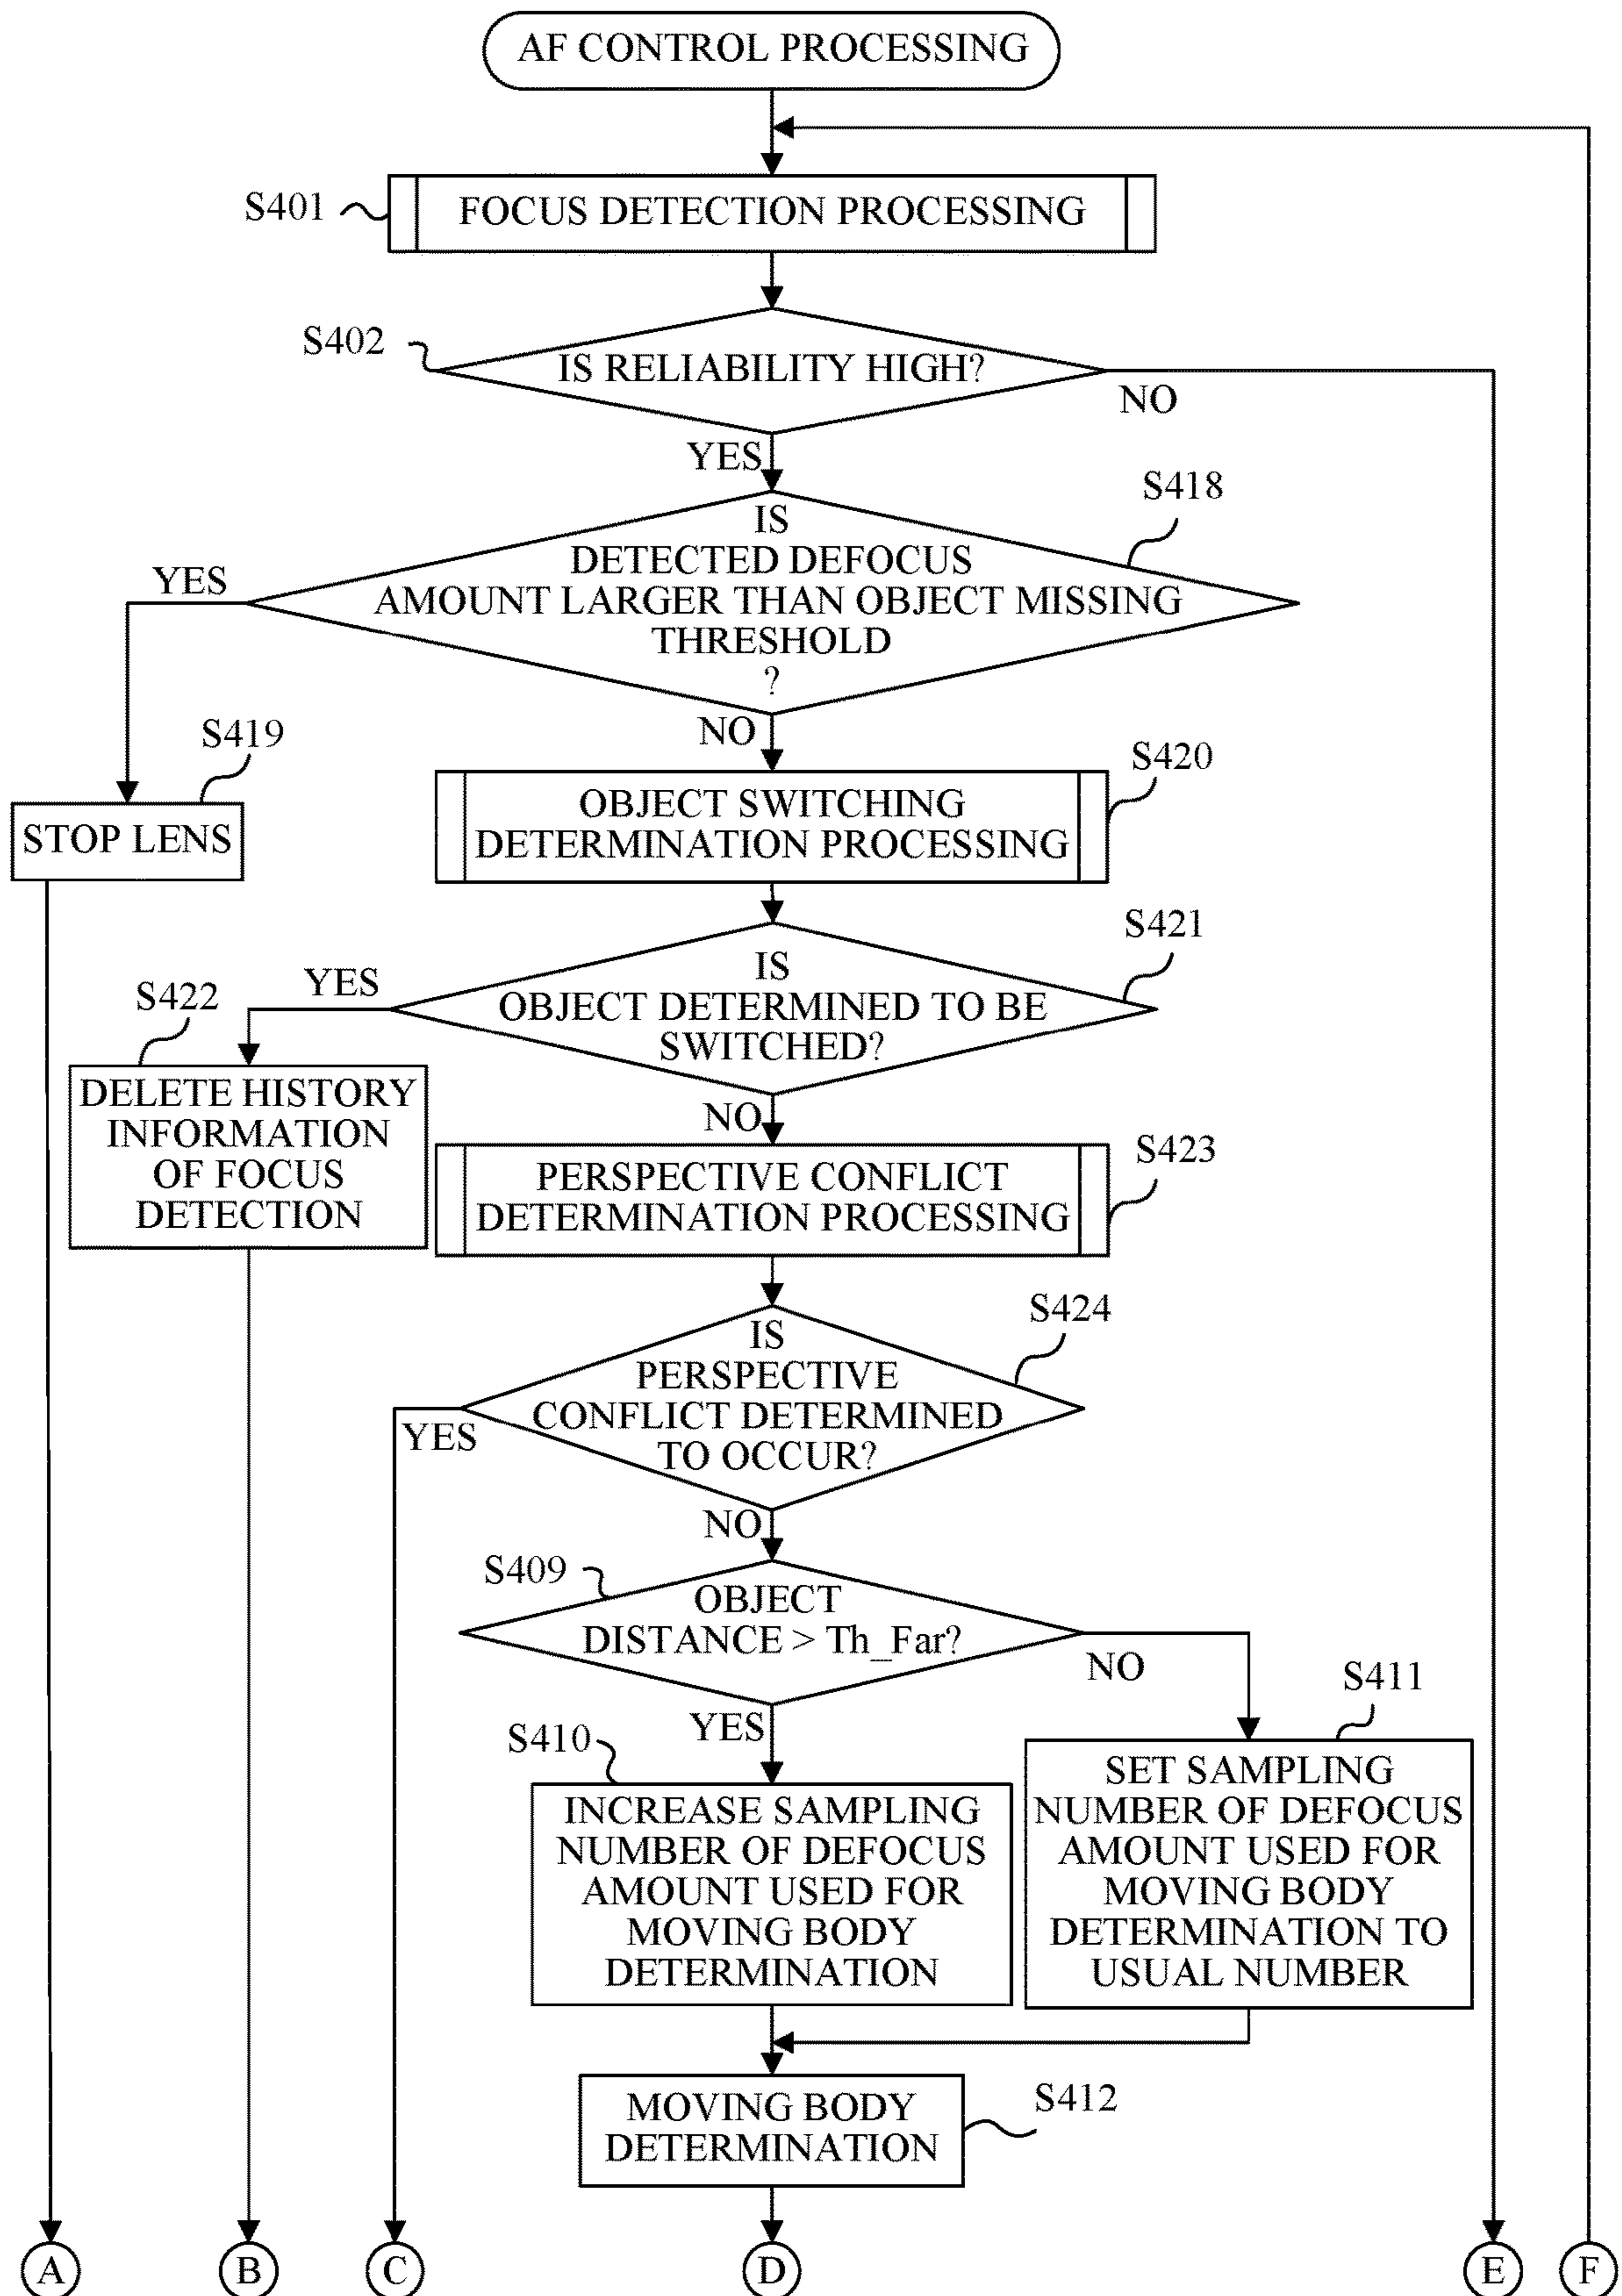 AF CONTROL PROCESSING
S401
FOCUS DETECTION PROCESSING
S402
IS RELIABILITY HIGH?
NO
YES
S418
IS
DETECTED DEFOCUS
AMOUNT LARGER THAN OBJECT MISSING
THRESHOLD
?
YES
NO
S419
STOP LENS
S420
OBJECT SWITCHING
DETERMINATION PROCESSING
S421
IS
OBJECT DETERMINED TO BE
SWITCHED?
YES
S422
DELETE HISTORY
INFORMATION
OF FOCUS
DETECTION
NO
S423
PERSPECTIVE CONFLICT
DETERMINATION PROCESSING
S424
IS
PERSPECTIVE
CONFLICT DETERMINED
TO OCCUR?
YES
NO
S409
OBJECT
DISTANCE > Th_Far?
NO
YES
S410
INCREASE SAMPLING
NUMBER OF DEFOCUS
AMOUNT USED FOR
MOVING BODY
DETERMINATION
S411
SET SAMPLING
NUMBER OF DEFOCUS
AMOUNT USED FOR
MOVING BODY
DETERMINATION TO
USUAL NUMBER
MOVING BODY
DETERMINATION
S412
A
B
C
D
E
F